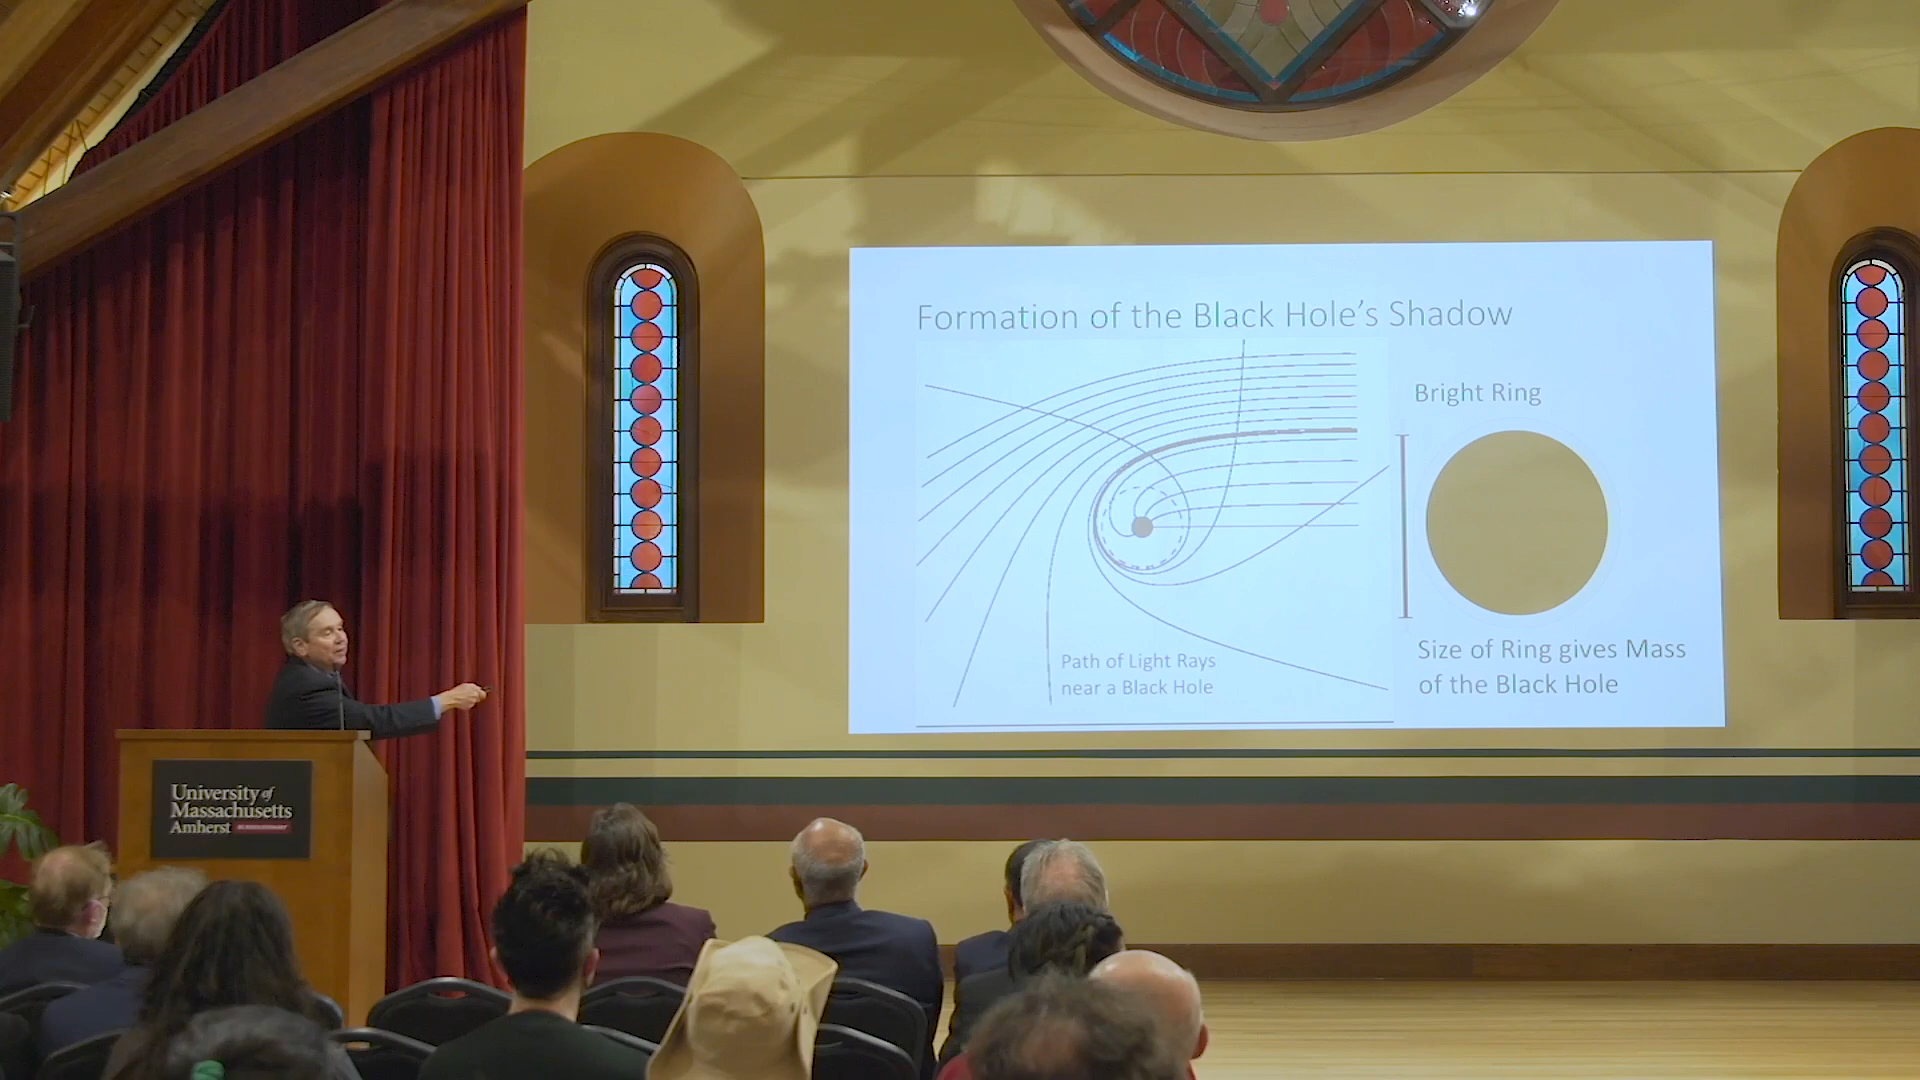 Formation of the Black Hole's Shadow
Bright Ring
Path of Light Rays
near a Black Hole
Size of Ring gives Mass
of the Black Hole
University of
Massachusetts
Amherst